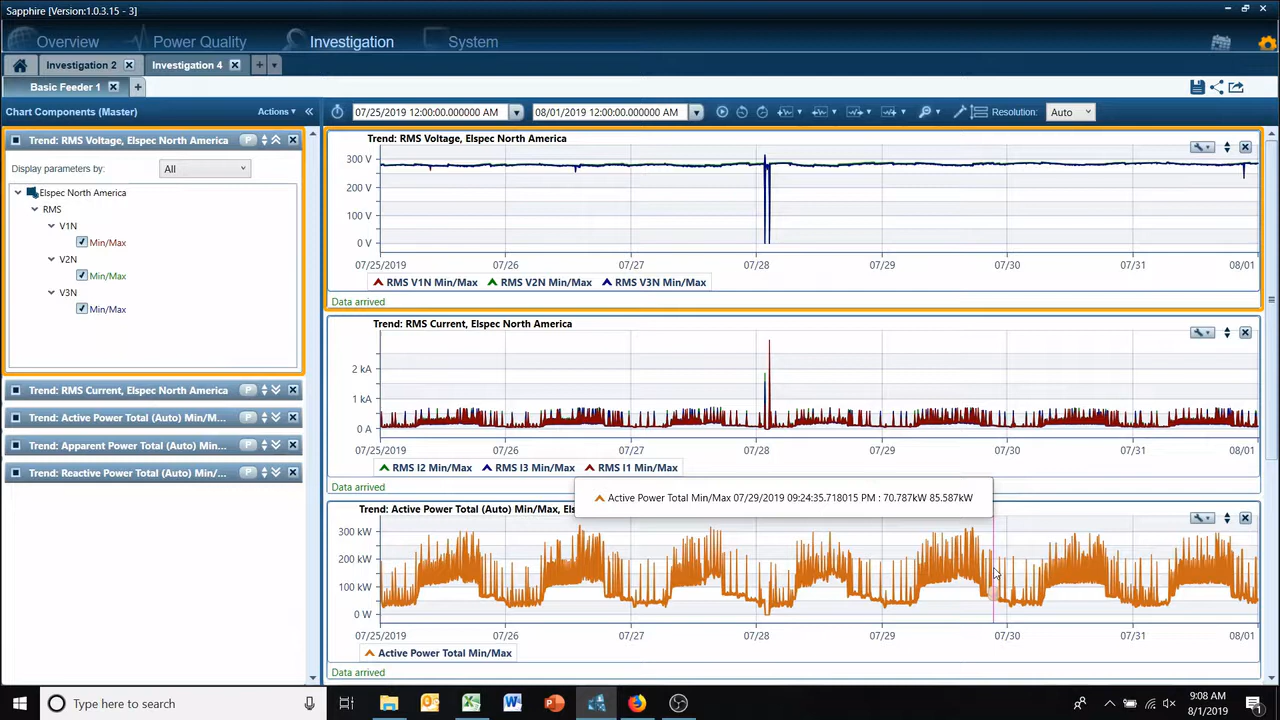 Sapphire (Version:1.0.3.15 - 3)
Overview Power Quality Investigation System
Investigation 2 Investigation 4
Basic Feeder 1
Chart Components (Master) Actions
07/25/2019 12:00:00.000000 AM 08/01/2019 12:00:00.000000 AM Resolution: Auto
Trend: RMS Voltage, Elspec North America P
Display parameters by: All
Elspec North America
RMS
V1N
Min/Max
V2N
Min/Max
V3N
Min/Max
Trend: RMS Current, Elspec North America P
Trend: Active Power Total (Auto) Min/M... P
Trend: Apparent Power Total (Auto) Min... P
Trend: Reactive Power Total (Auto) Min/... P
Trend: RMS Voltage, Elspec North America
300 V
200 V
100 V
0 V
07/25/2019 07/26 07/27 07/28 07/29 07/30 07/31 08/01
RMS V1N Min/Max RMS V2N Min/Max RMS V3N Min/Max
Data arrived
Trend: RMS Current, Elspec North America
2 kA
1 kA
0 A
07/25/2019 07/26 07/27 07/28 07/29 07/30 07/31 08/01
RMS I2 Min/Max RMS I3 Min/Max RMS I1 Min/Max
Data arrived
Active Power Total Min/Max 07/29/2019 09:24:35.718015 PM : 70.787kW 85.587kW
Trend: Active Power Total (Auto) Min/Max, Els
300 kW
200 kW
100 kW
0 W
07/25/2019 07/26 07/27 07/28 07/29 07/30 07/31 08/01
Active Power Total Min/Max
Data arrived
Type here to search
9:08 AM
8/1/2019
1